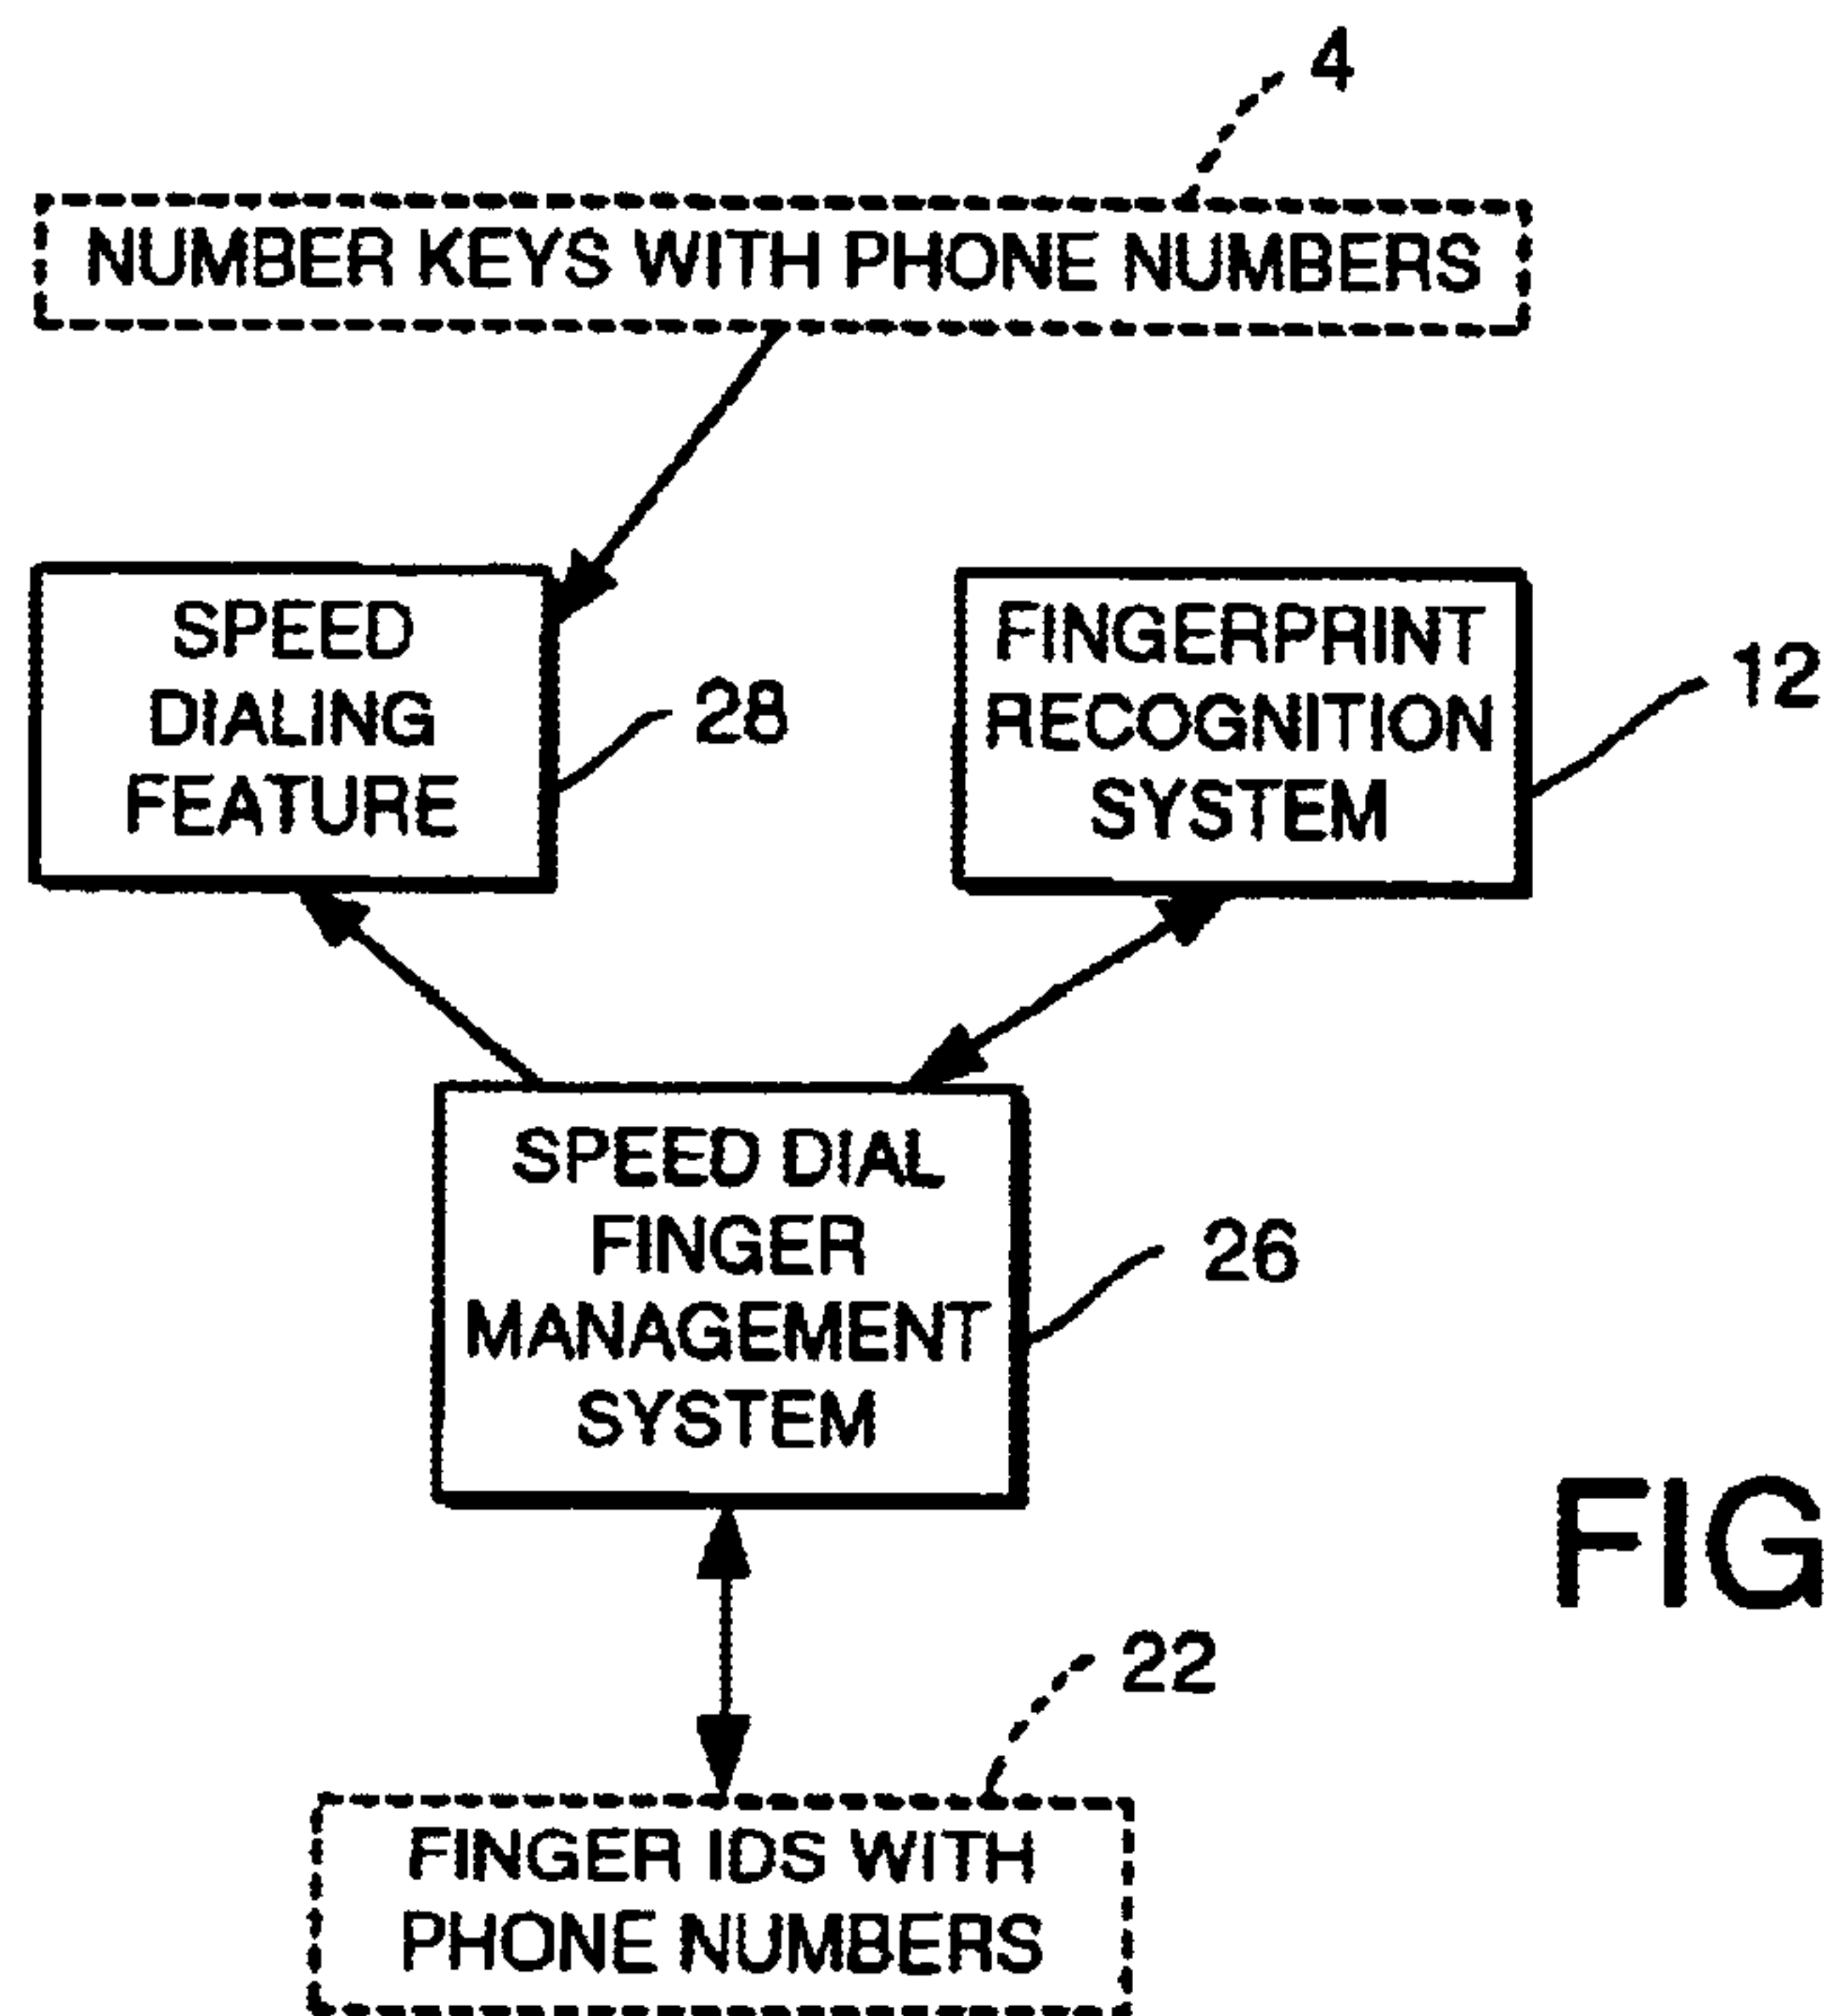 4
NUMBER KEYS WITH PHONE NUMBERS
SPEED
DIALING
FEATURE
28
FINGERPRINT
RECOGNITION
SYSTEM
12
SPEED DIAL
FINGER
MANAGEMENT
SYSTEM
26
FIG
22
FINGER IDS WITH
PHONE NUMBERS